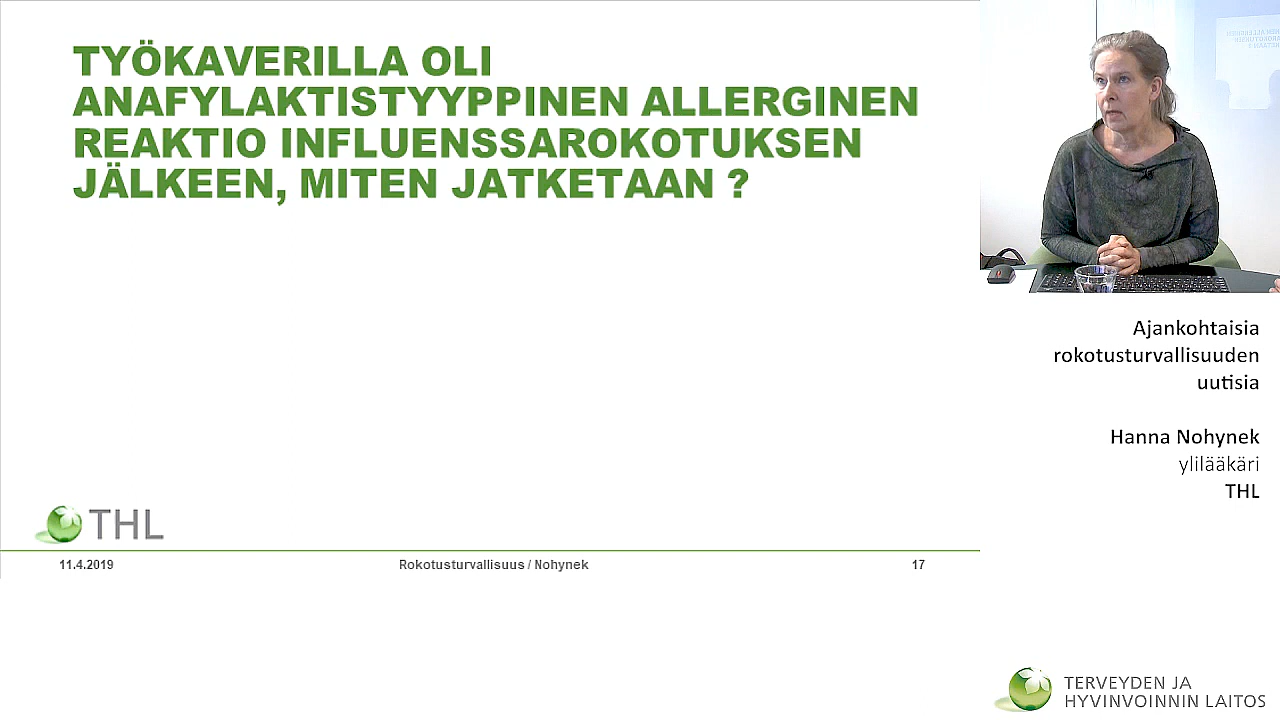 TYÖKAVERILLA OLI
ANAFYLAKTISTYYPPINEN ALLERGINEN
REAKTIO INFLUENSSAROKOTUKSEN
JÄLKEEN, MITEN JATKETAAN ?
THL
11.4.2019
Rokotusturvallisuus / Nohynek
17
Ajankohtaisia
rokotusturvallisuuden
uutisia
Hanna Nohynek
ylilääkäri
THL
TERVEYDEN JA
HYVINVOINNIN LAITOS